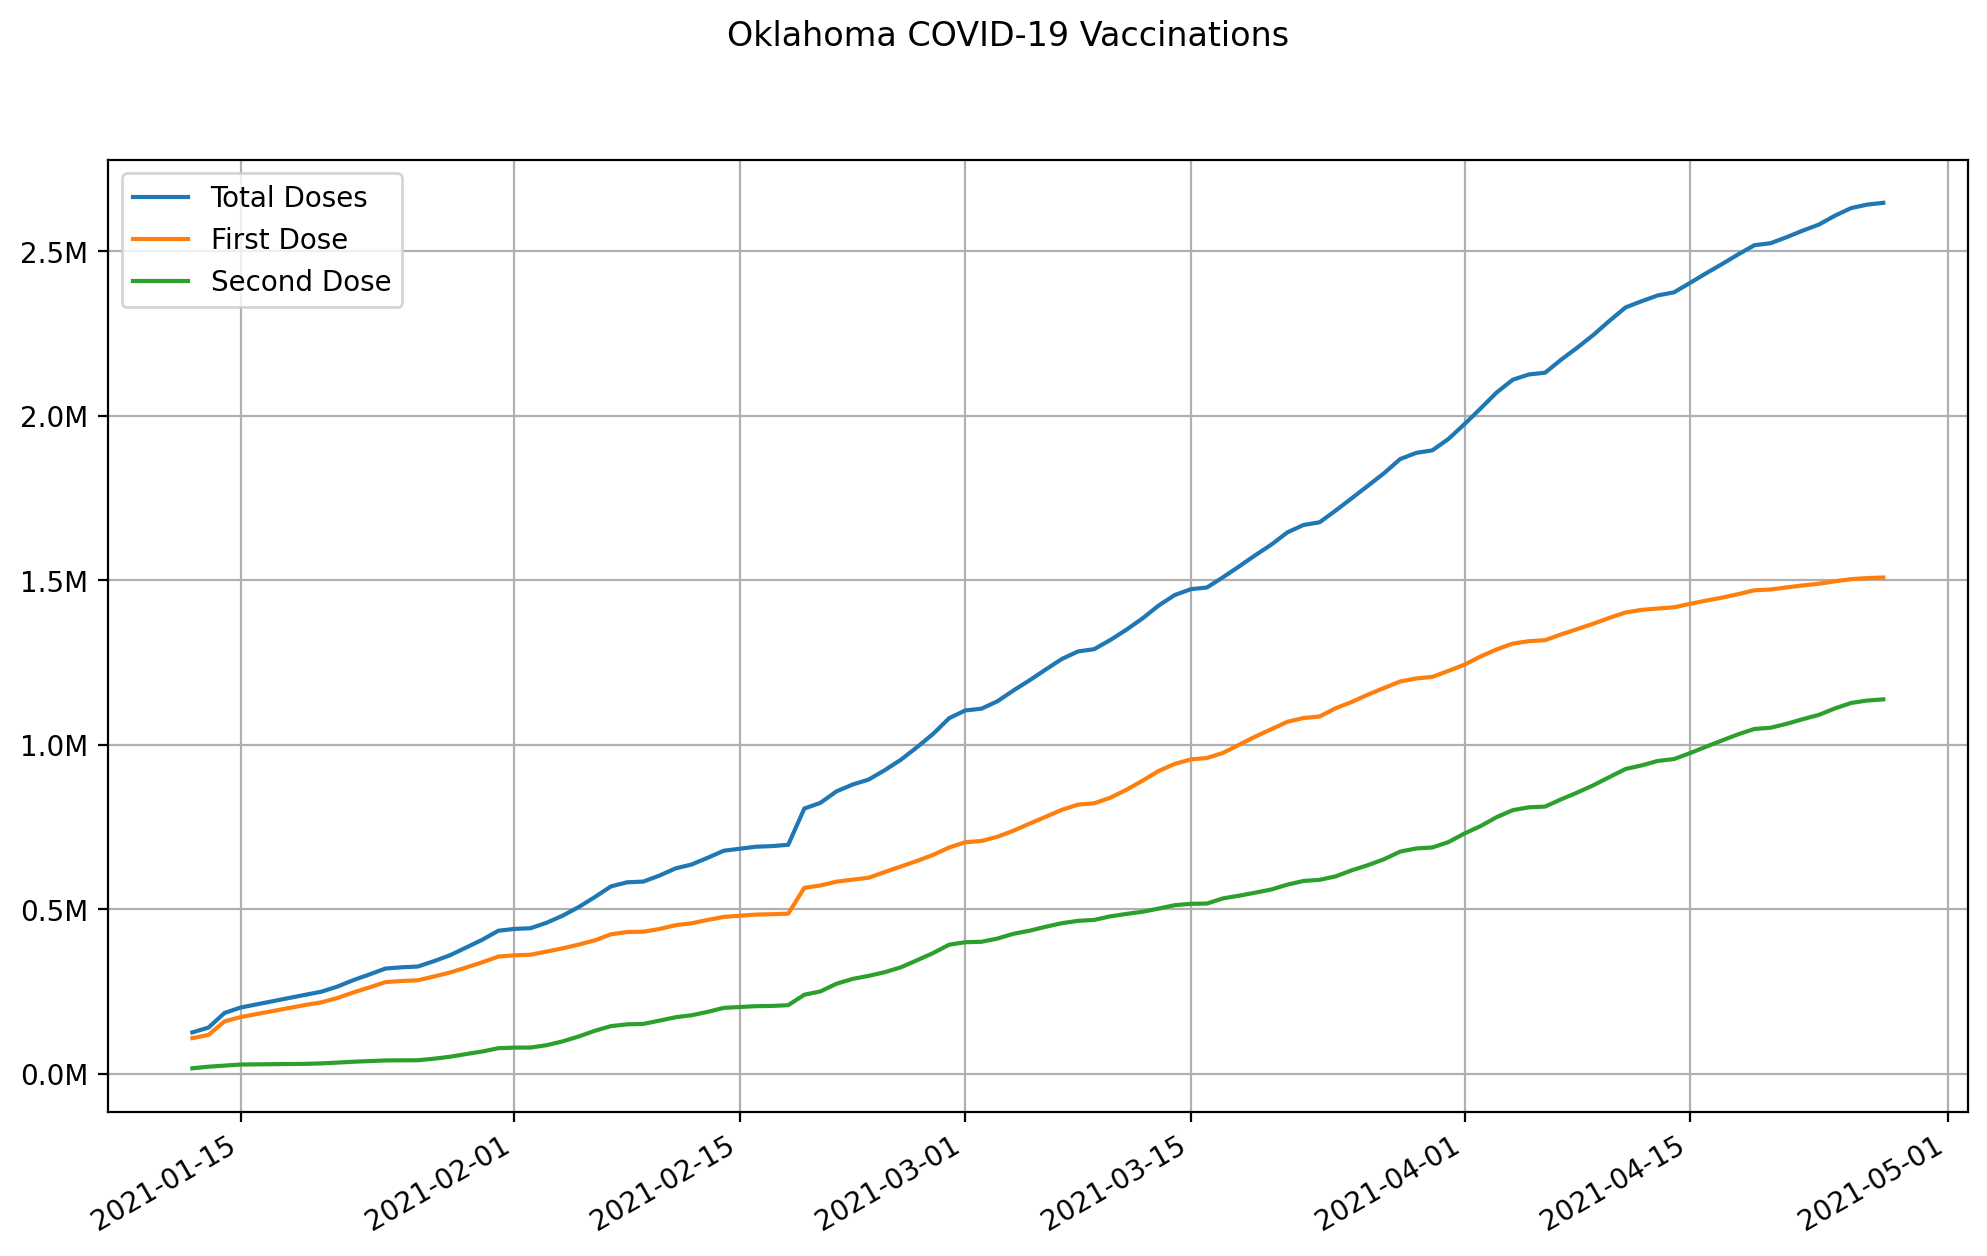 Oklahoma COVID-19 Vaccinations
Total Doses
First Dose
Second Dose
2.5M
2.0M
1.5M
1.0M
0.5M
0.0M
2021-01-15
2021-02-01
2021-02-15
2021-03-01
2021-03-15
2021-04-01
2021-04-15
2021-05-01